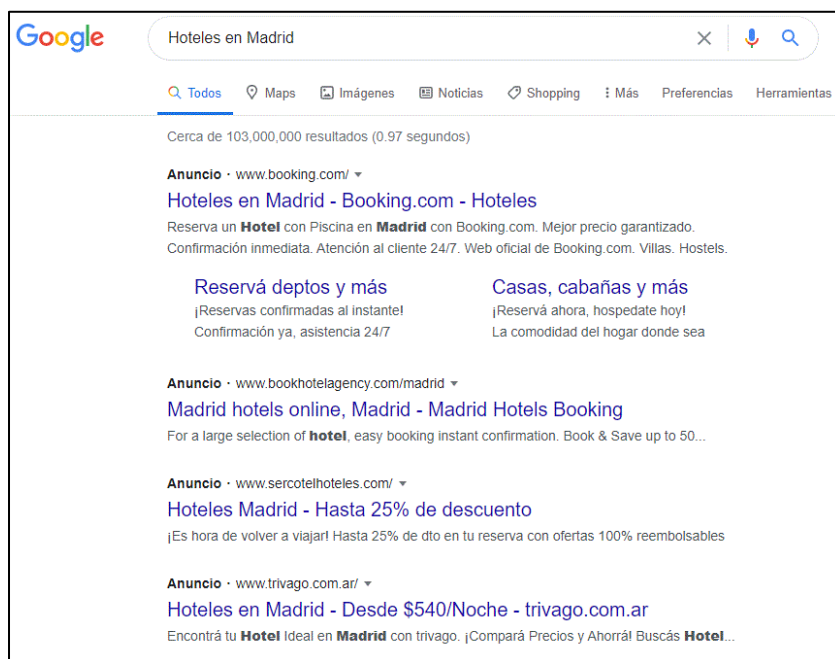 Google
Hoteles en Madrid
Todos Maps Imágenes Noticias Shopping Más Preferencias Herramientas
Cerca de 103,000,000 resultados (0.97 segundos)
Anuncio · www.booking.com/
Hoteles en Madrid - Booking.com - Hoteles
Reserva un Hotel con Piscina en Madrid con Booking.com. Mejor precio garantizado.
Confirmación inmediata. Atención al cliente 24/7. Web oficial de Booking.com. Villas. Hostels.
Reservá deptos y más
¡Reservas confirmadas al instante!
Confirmación ya, asistencia 24/7
Casas, cabañas y más
¡Reservá ahora, hospedate hoy!
La comodidad del hogar donde sea
Anuncio · www.bookhotelagency.com/madrid
Madrid hotels online, Madrid - Madrid Hotels Booking
For a large selection of hotel, easy booking instant confirmation. Book & Save up to 50...
Anuncio · www.sercotelhoteles.com/
Hoteles Madrid - Hasta 25% de descuento
¡Es hora de volver a viajar! Hasta 25% de dto en tu reserva con ofertas 100% reembolsables
Anuncio · www.trivago.com.ar/
Hoteles en Madrid - Desde $540/Noche - trivago.com.ar
Encontrá tu Hotel Ideal en Madrid con trivago. ¡Compará Precios y Ahorrá! Buscás Hotel...